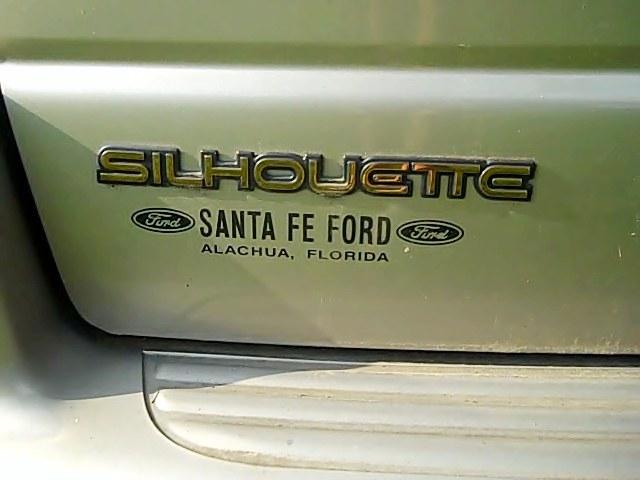 SILHOUETTE
Ford SANTA FE FORD Ford
ALACHUA, FLORIDA